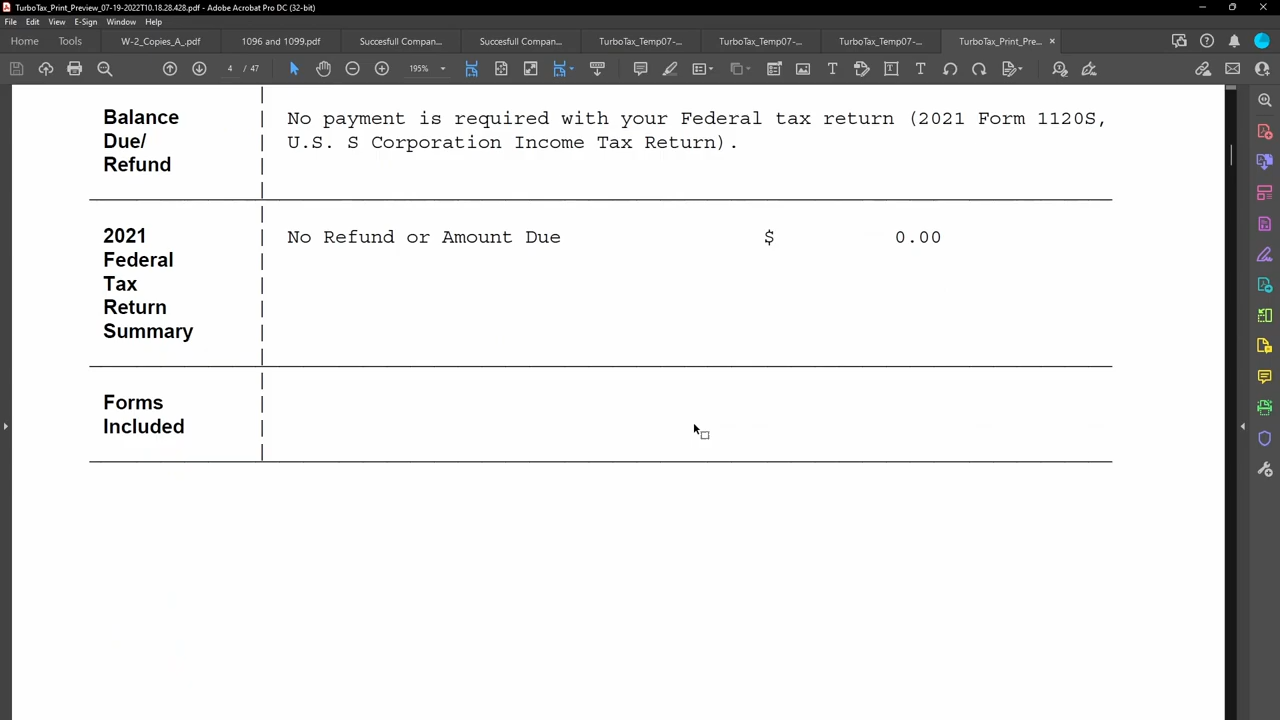 TurboTax_Print_Preview_07-19-2022T10.18.28.428.pdf - Adobe Acrobat Pro DC (32-bit)
File Edit View E-Sign Window Help
Home Tools W-2_Copies_A_.pdf 1096 and 1099.pdf Succesfull Compan... Succesfull Compan... TurboTax_Temp07-... TurboTax_Temp07-... TurboTax_Temp07-... TurboTax_Print_Pre... ×
4 / 47 195%
Balance Due/ Refund
No payment is required with your Federal tax return (2021 Form 1120S,
U.S. S Corporation Income Tax Return).
2021 Federal Tax Return Summary
No Refund or Amount Due $ 0.00
Forms
Included